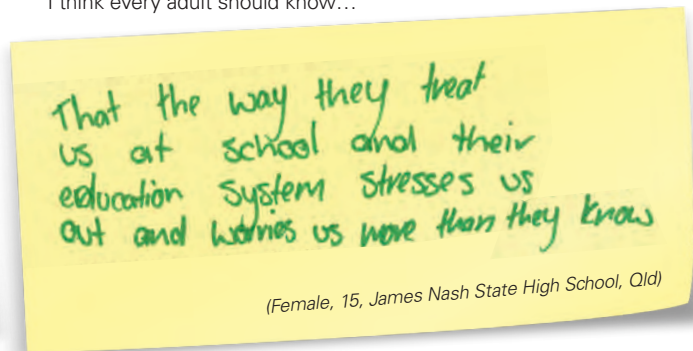 I think every adult should know...
That the way they treat
us at school and their
education system stresses us
out and worries us more than they know
(Female, 15, James Nash State High School, Qld)